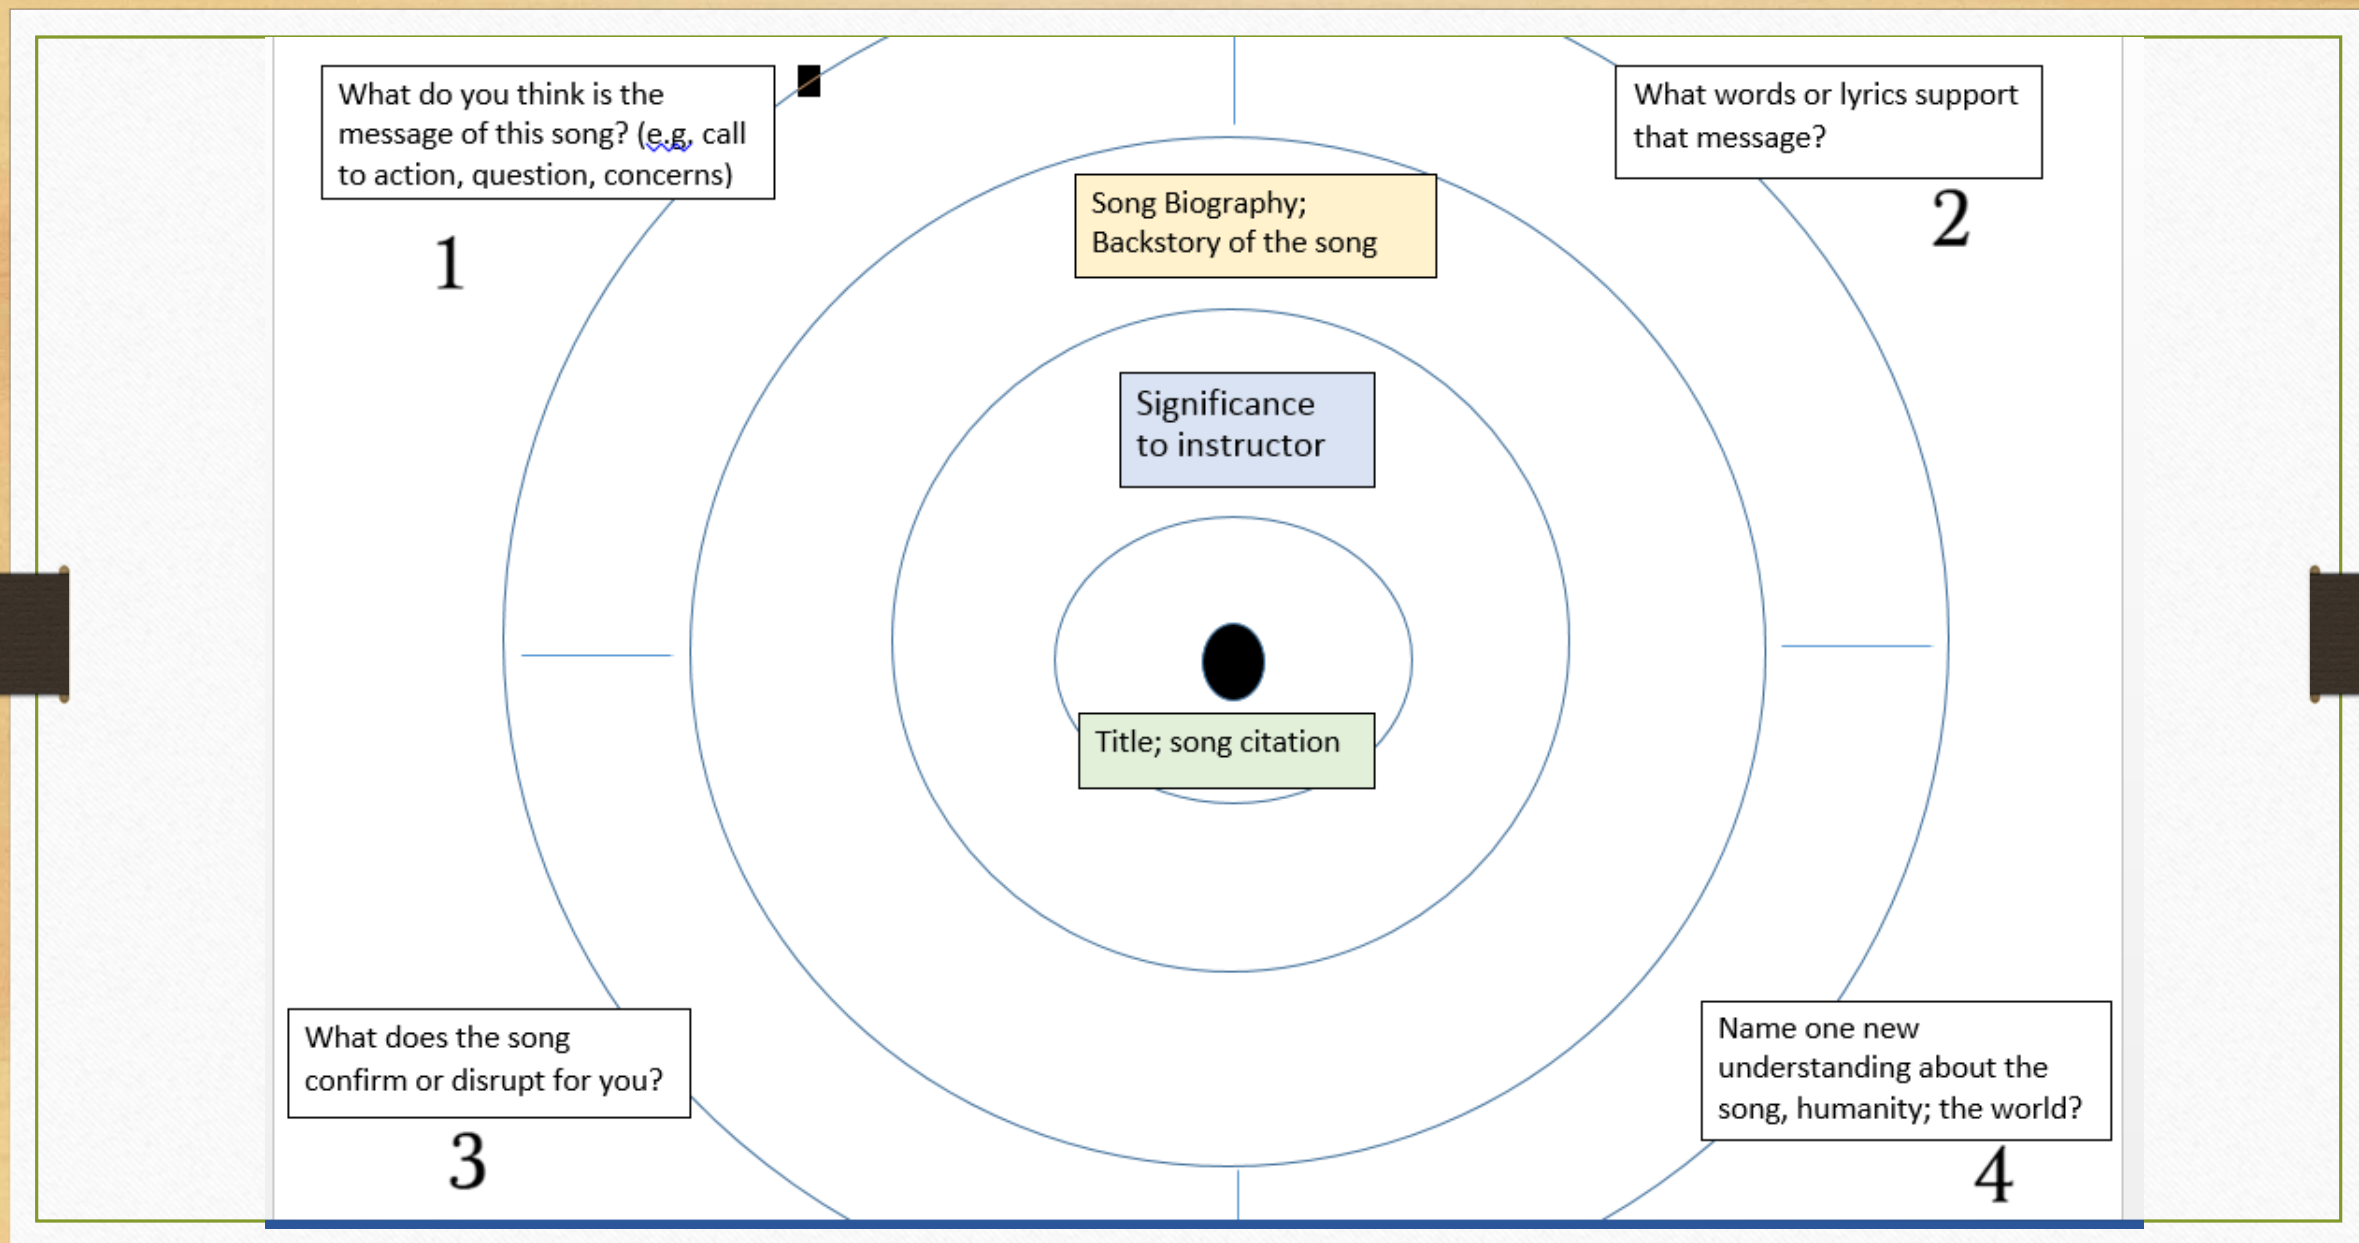 What do you think is the
message of this song? (e.g. call
to action, question, concerns)
1
What words or lyrics support
that message?
2
Song Biography;
Backstory of the song
Significance
to instructor
Title; song citation
What does the song
confirm or disrupt for you?
3
Name one new
understanding about the
song, humanity; the world?
4